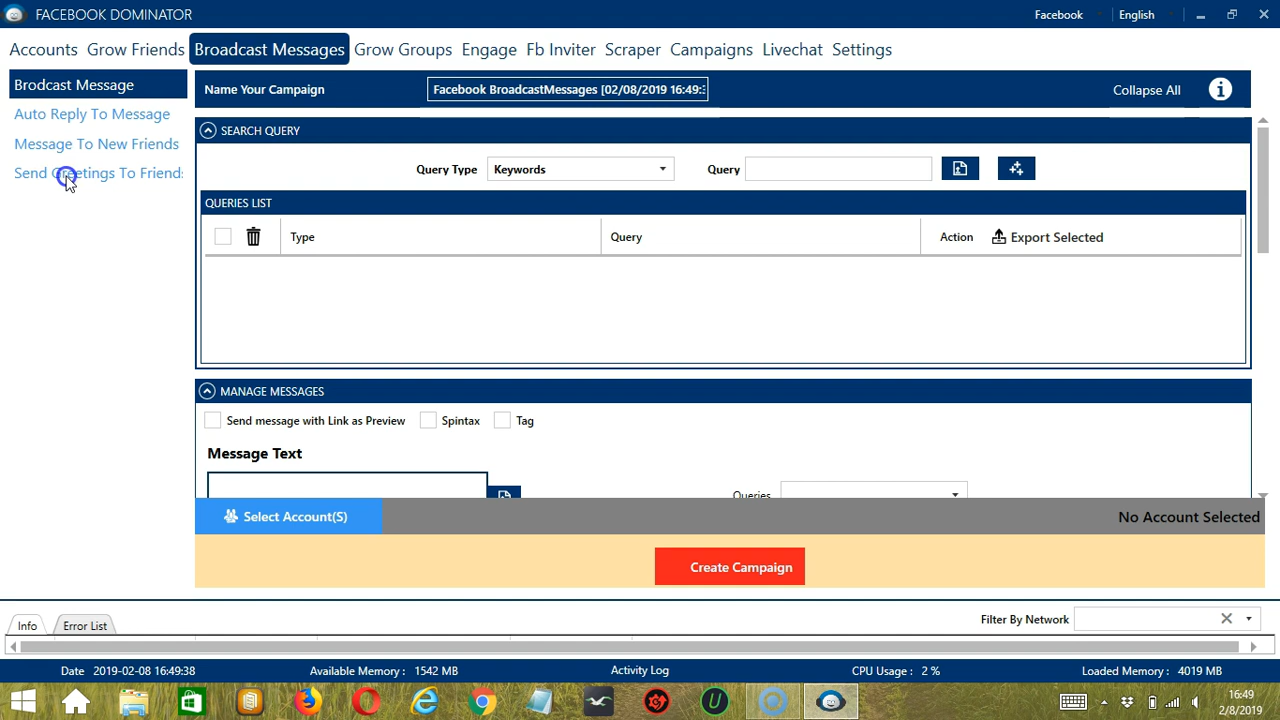 FACEBOOK DOMINATOR
Facebook
English
Accounts Grow Friends Broadcast Messages Grow Groups Engage Fb Inviter Scraper Campaigns Livechat Settings
Brodcast Message
Auto Reply To Message
Message To New Friends
Send Greetings To Friends
Name Your Campaign
Facebook BroadcastMessages [02/08/2019 16:49:
Collapse All
SEARCH QUERY
Query Type
Keywords
Query
QUERIES LIST
Type
Query
Action
Export Selected
MANAGE MESSAGES
Send message with Link as Preview
Spintax
Tag
Message Text
Queries
Select Account(S)
No Account Selected
Create Campaign
Info
Error List
Filter By Network
Date 2019-02-08 16:49:38
Available Memory : 1542 MB
Activity Log
CPU Usage : 2 %
Loaded Memory : 4019 MB
16:49
2/8/2019